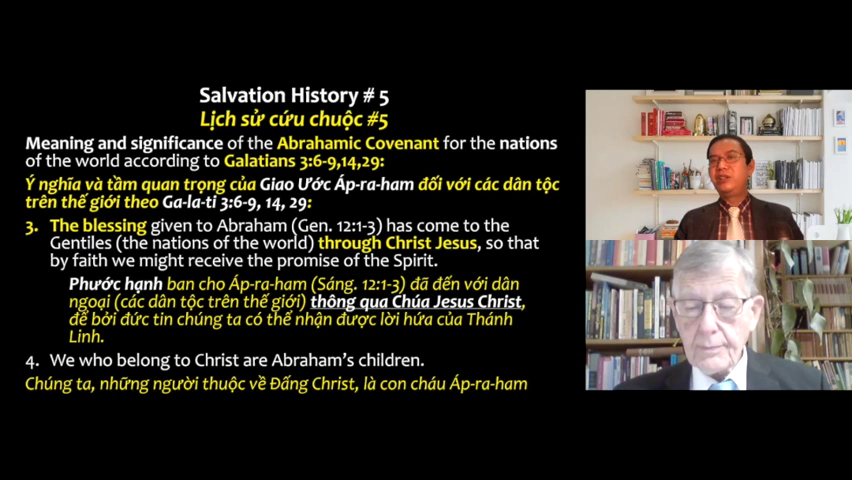 Salvation History # 5
Lịch sử cứu chuộc #5
Meaning and significance of the Abrahamic Covenant for the nations
of the world according to Galatians 3:6-9,14,29:
Ý nghĩa và tầm quan trọng của Giao Ước Áp-ra-ham đối với các dân tộc
trên thế giới theo Ga-la-ti 3:6-9, 14, 29:
3. The blessing given to Abraham (Gen. 12:1-3) has come to the
Gentiles (the nations of the world) through Christ Jesus, so that
by faith we might receive the promise of the Spirit.
Phước hạnh ban cho Áp-ra-ham (Sáng. 12:1-3) đã đến với dân
ngoại (các dân tộc trên thế giới) thông qua Chúa Jesus Christ,
để bởi đức tin chúng ta có thể nhận được lời hứa của Thánh
Linh.
4. We who belong to Christ are Abraham's children.
Chúng ta, những người thuộc về Đấng Christ, là con cháu Áp-ra-ham